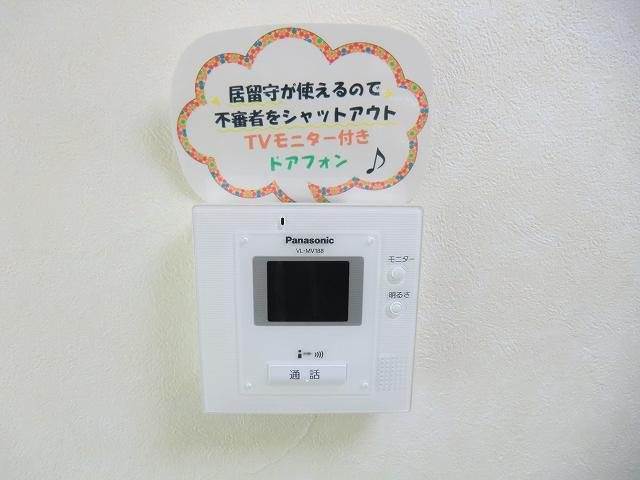 居留守が使えるので
不審者をシャットアウト
TVモニター付き
ドアフォン♪
Panasonic
VL-MV188
モニター
明るさ
通話